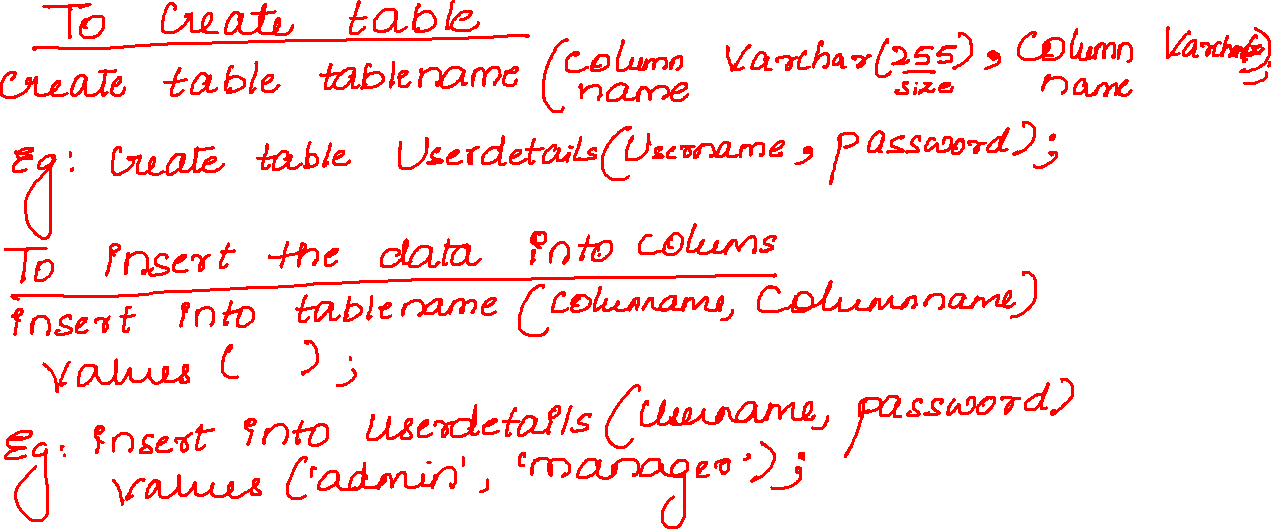 To Create table
Create table tablename (column name Varchar(255) size, Column name Varchar(size));
Eg: Create table Userdetails(Username, password);
To insert the data into colums
insert into tablename (columname, Columnname)
values ( );
Eg: insert into userdetails (Username, password)
values ('admin', 'manager');